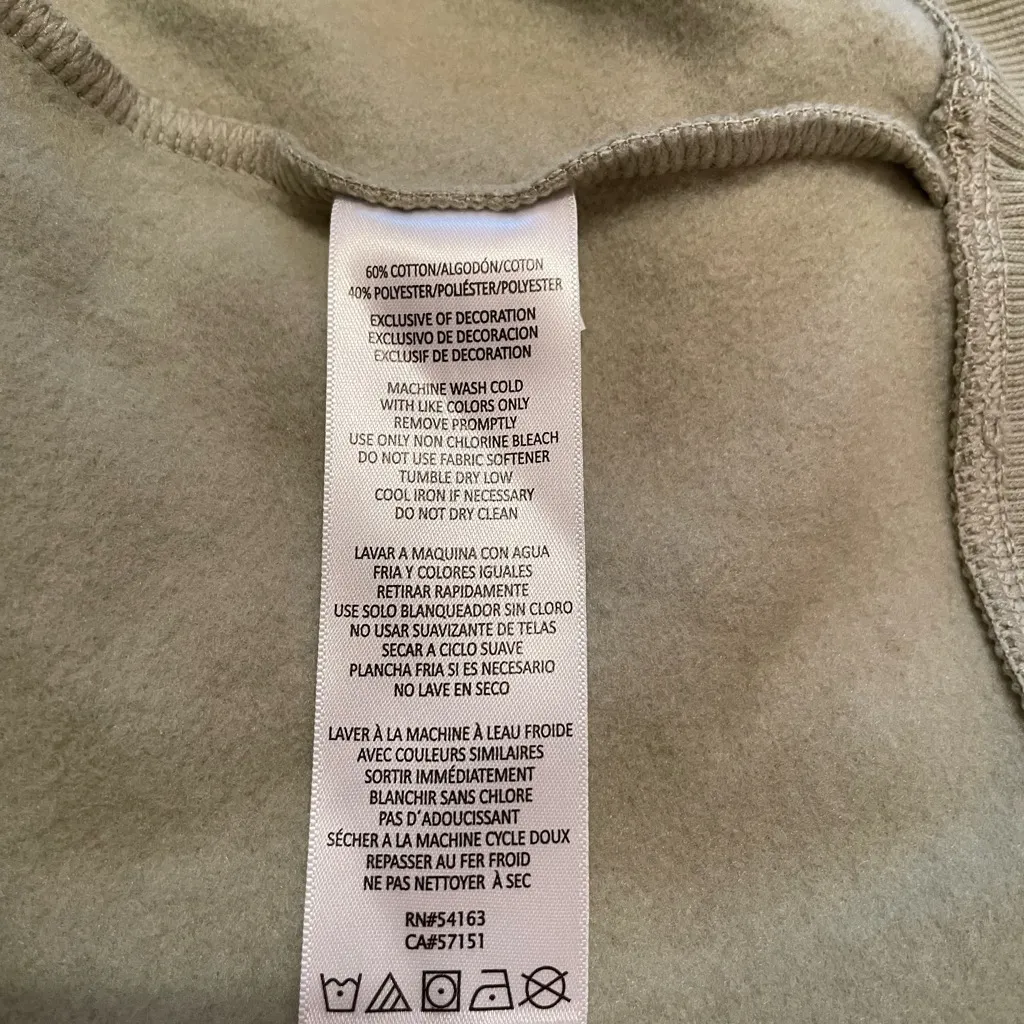 60% COTTON/ALGODÓN/COTON
40% POLYESTER/POLIÉSTER/POLYESTER
EXCLUSIVE OF DECORATION
EXCLUSIVO DE DECORACION
EXCLUSIF DE DECORATION
MACHINE WASH COLD
WITH LIKE COLORS ONLY
REMOVE PROMPTLY
USE ONLY NON CHLORINE BLEACH
DO NOT USE FABRIC SOFTENER
TUMBLE DRY LOW
COOL IRON IF NECESSARY
DO NOT DRY CLEAN
LAVAR A MAQUINA CON AGUA
FRIA Y COLORES IGUALES
RETIRAR RAPIDAMENTE
USE SOLO BLANQUEADOR SIN CLORO
NO USAR SUAVIZANTE DE TELAS
SECAR A CICLO SUAVE
PLANCHA FRIA SI ES NECESARIO
NO LAVE EN SECO
LAVER À LA MACHINE À LEAU FROIDE
AVEC COULEURS SIMILAIRES
SORTIR IMMÉDIATEMENT
BLANCHIR SANS CHLORE
PAS D'ADOUCISSANT
SÉCHER A LA MACHINE CYCLE DOUX
REPASSER AU FER FROID
NE PAS NETTOYER À SEC
RN#54163
CA#57151